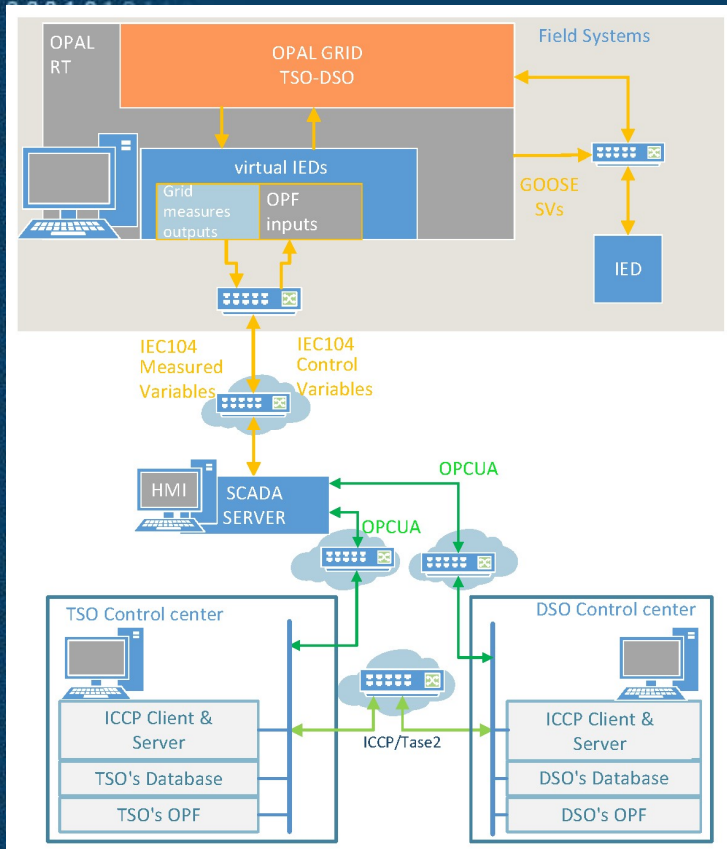 OPAL
RT
OPAL GRID
TSO-DSO
Field Systems
virtual IEDs
Grid
measures
outputs
OPF
inputs
GOOSE
SVs
IED
IEC104
Measured
Variables
IEC104
Control
Variables
HMI
SCADA
SERVER
OPCUA
OPCUA
TSO Control center
DSO Control center
ICCP Client &
Server
TSO's Database
TSO's OPF
ICCP/Tase2
ICCP Client &
Server
DSO's Database
DSO's OPF